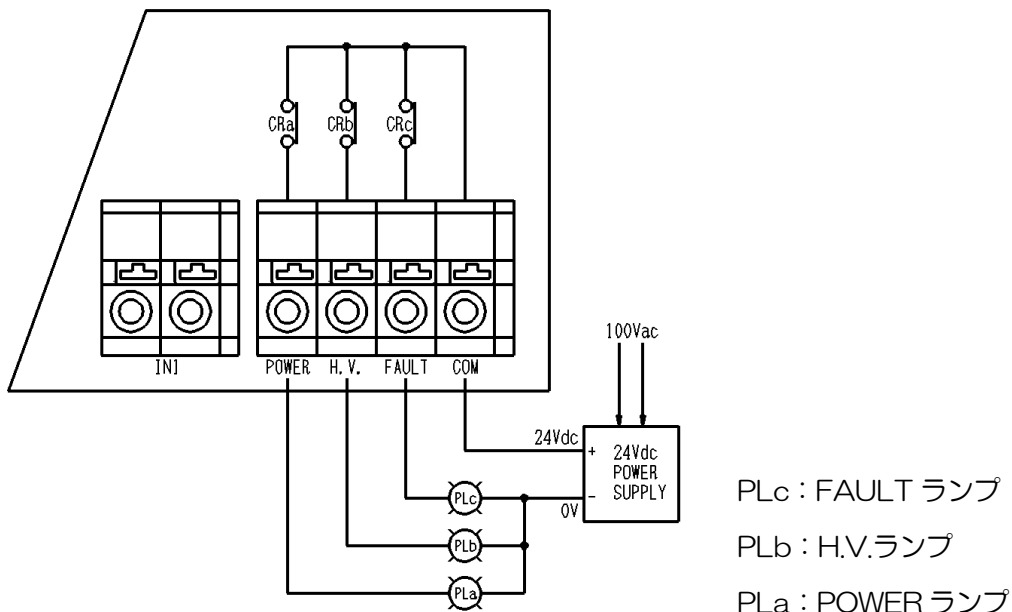 CRa CRb CRc
IN1 POWER H.V. FAULT COM
100Vac
24Vdc
+ 24Vdc
POWER
SUPPLY
-
0V
PLc
PLb
PLa
PLc：FAULT ランプ
PLb：H.V.ランプ
PLa：POWER ランプ